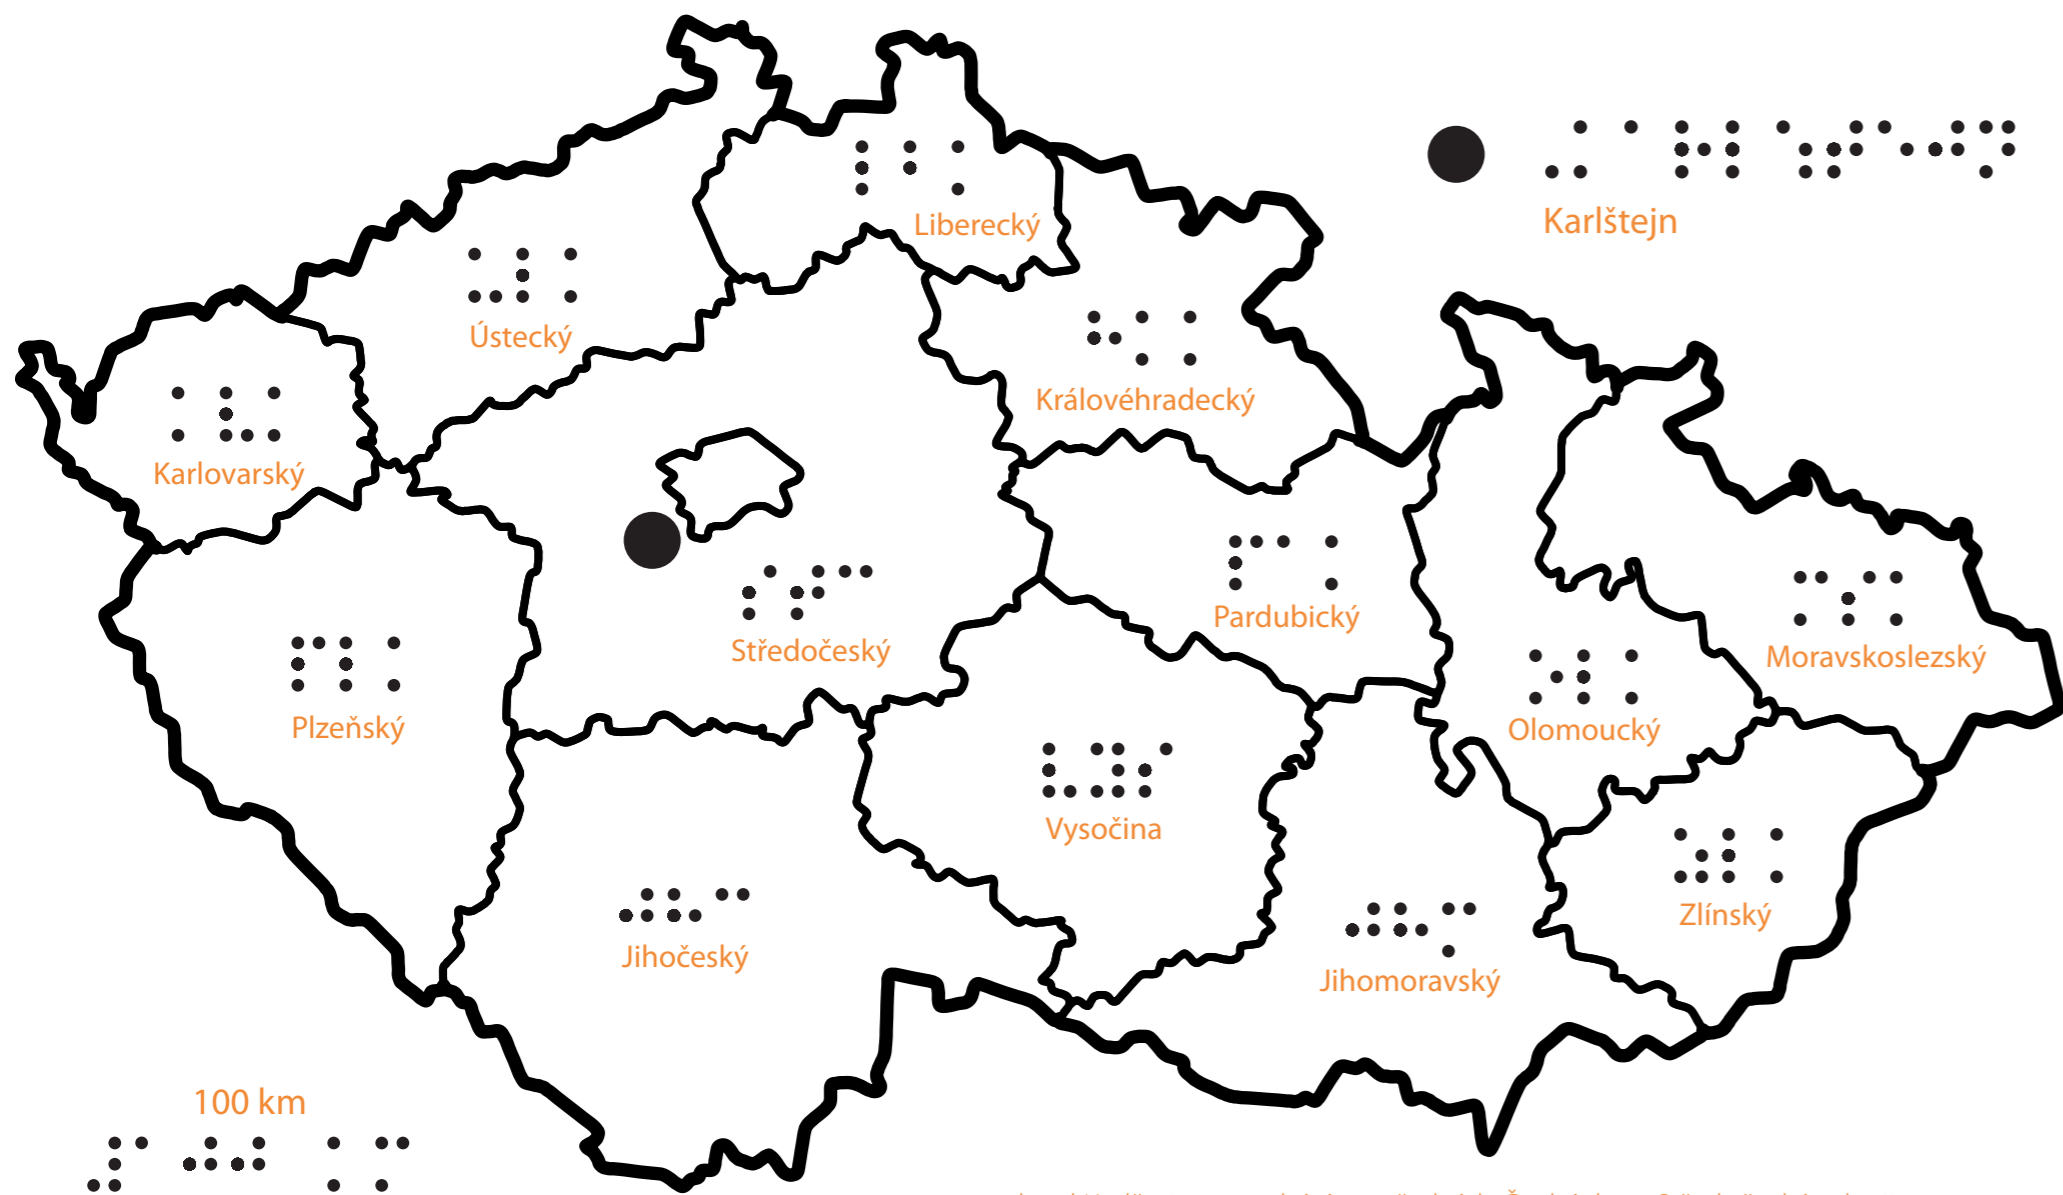 Liberecký
Karlštejn
Ústecký
Královéhradecký
Karlovarský
Pardubický
Středočeský
Moravskoslezský
Plzeňský
Olomoucký
Vysočina
Zlínský
Jihočeský
Jihomoravský
100 km